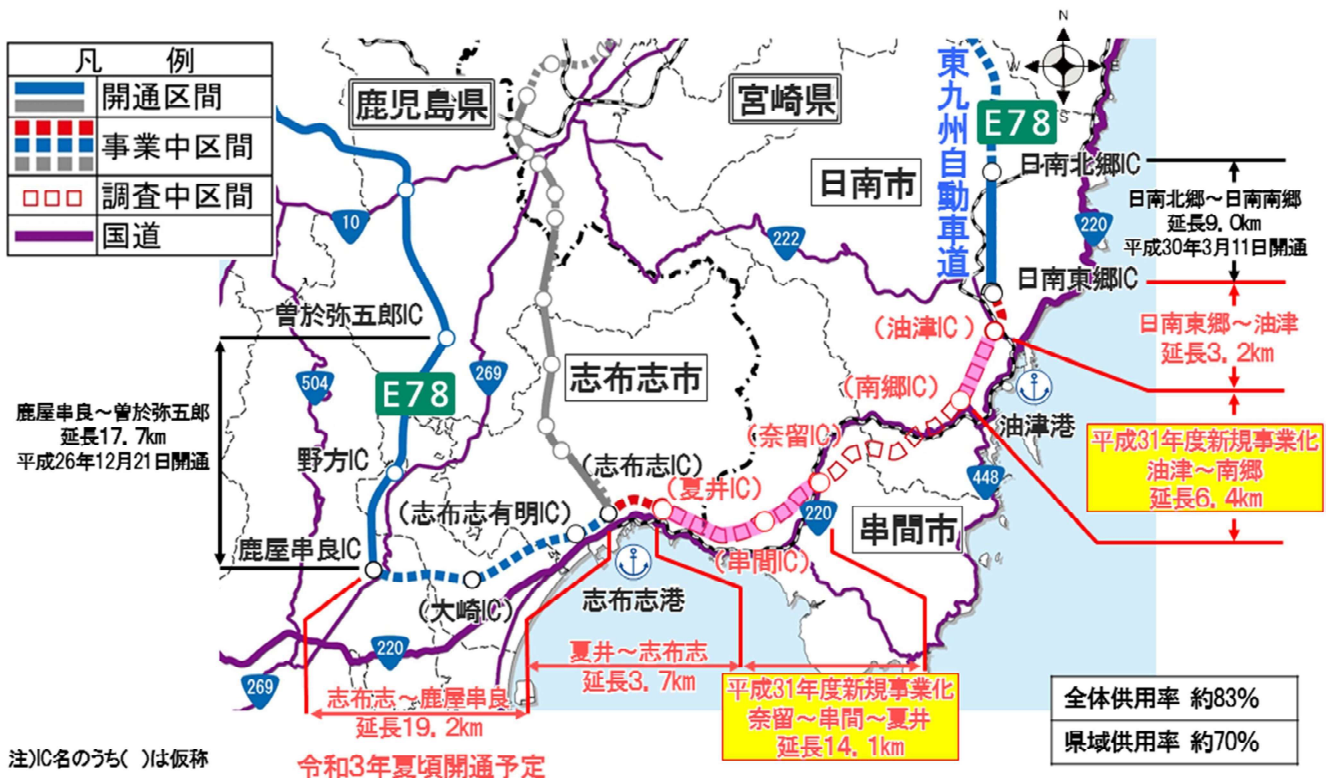 凡 例
開通区間
事業中区間
調査中区間
国道
鹿児島県
宮崎県
東九州自動車道
E78
N
W
E
S
日南市
日南北郷IC
日南北郷～日南南郷
延長9.0km
平成30年3月11日開通
10
222
220
日南東郷IC
曽於弥五郎IC
(油津IC)
日南東郷～油津
延長3.2km
504
269
志布志市
(南郷IC)
E78
油津港
鹿屋串良～曽於弥五郎
延長17.7km
平成26年12月21日開通
(奈留IC)
平成31年度新規事業化
油津～南郷
延長6.4km
野方IC
(志布志IC)
(夏井IC)
448
(志布志有明IC)
220
串間市
鹿屋串良IC
(串間IC)
(大崎IC)
志布志港
220
269
夏井～志布志
延長3.7km
志布志～鹿屋串良
延長19.2km
平成31年度新規事業化
奈留～串間～夏井
延長14.1km
全体供用率 約83%
県域供用率 約70%
注)IC名のうち( )は仮称
令和3年夏頃開通予定